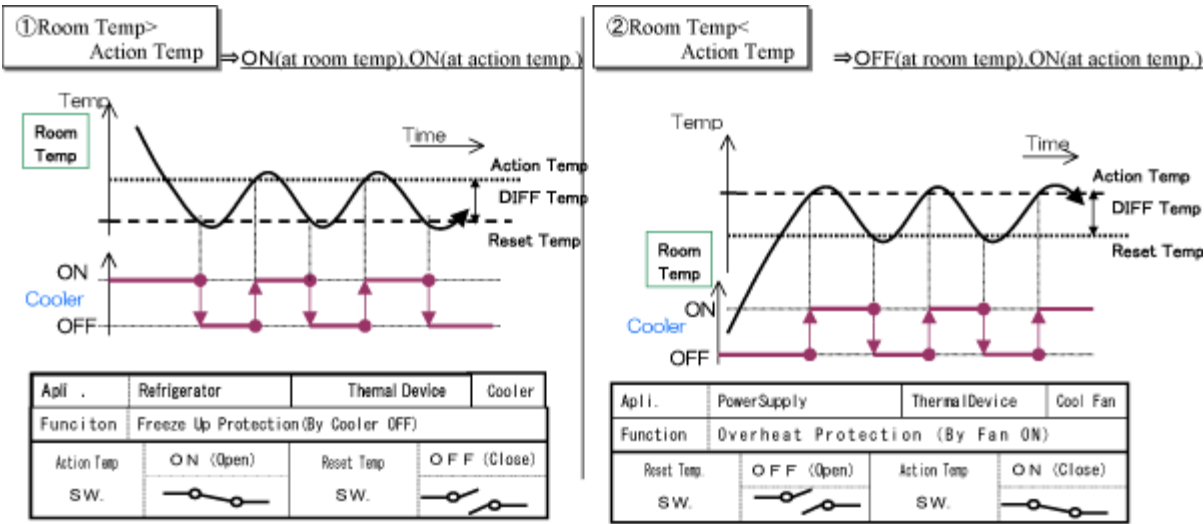 ①Room Temp>
Action Temp
⇒ON(at room temp),ON(at action temp.)
Temp
Room
Temp
Time
Action Temp
DIFF Temp
Reset Temp
ON
Cooler
OFF
Apli .
Refrigerator
Themal Device
Cooler
Funciton
Freeze Up Protection(By Cooler OFF)
Action Temp
SW.
ON (Open)
Reset Temp
SW.
OFF (Close)
②Room Temp<
Action Temp
⇒OFF(at room temp),ON(at action temp.)
Temp
Time
Action Temp
DIFF Temp
Reset Temp
Room
Temp
ON
Cooler
OFF
Apli.
PowerSupply
ThermalDevice
Cool Fan
Function
Overheat Protection (By Fan ON)
Reset Temp.
SW.
OFF (Open)
Action Temp
SW.
ON (Close)